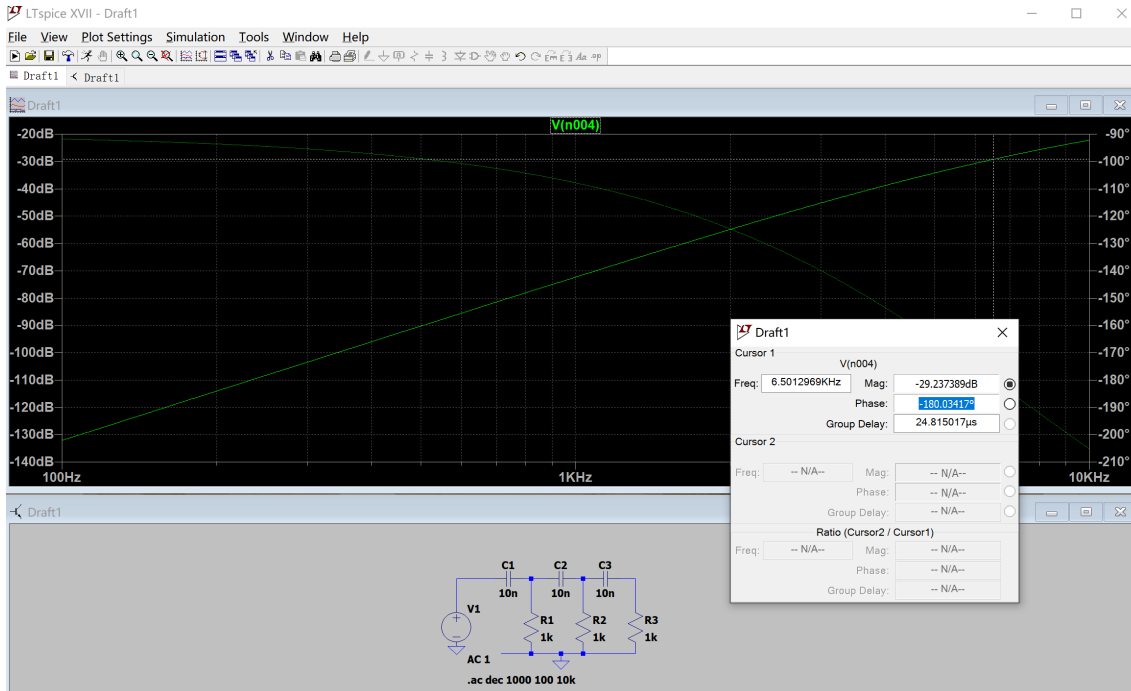 LTspice XVII - Draft1
File View Plot Settings Simulation Tools Window Help
Draft1 Draft1
Draft1
V(n004)
-20dB -90°
-30dB -100°
-40dB -110°
-50dB -120°
-60dB -130°
-70dB -140°
-80dB -150°
-90dB -160°
-100dB -170°
-110dB -180°
-120dB -190°
-130dB -200°
-140dB -210°
100Hz 1KHz 10KHz
Draft1
Cursor 1
V(n004)
Freq: 6.5012969KHz Mag: -29.237389dB
Phase: -180.03417°
Group Delay: 24.815017µs
Cursor 2
Freq: -- N/A-- Mag: -- N/A--
Phase: -- N/A--
Group Delay: -- N/A--
Ratio (Cursor2 / Cursor1)
Freq: -- N/A-- Mag: -- N/A--
Phase: -- N/A--
Group Delay: -- N/A--
Draft1
C1 C2 C3
10n 10n 10n
V1
R1 R2 R3
1k 1k 1k
AC 1
.ac dec 1000 100 10k